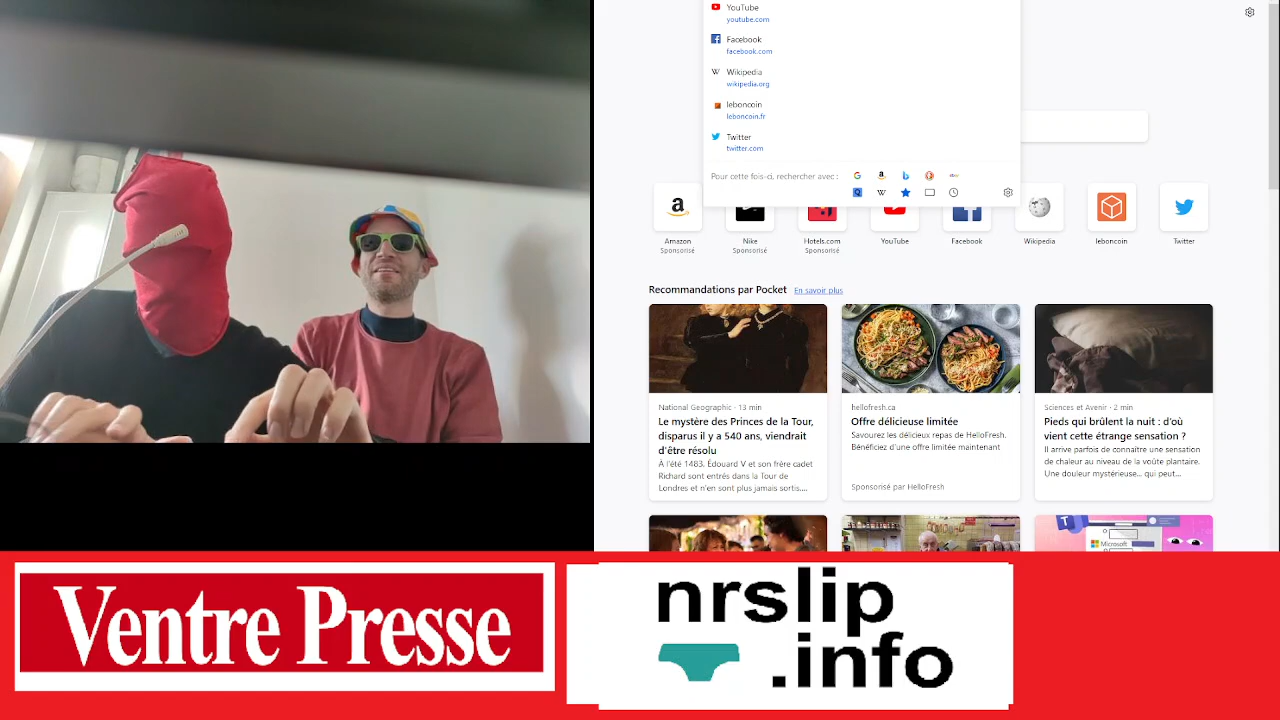 YouTube
youtube.com
Facebook
facebook.com
Wikipedia
wikipedia.org
leboncoin
leboncoin.fr
Twitter
twitter.com
Pour cette fois-ci, rechercher avec :
Amazon
Sponsorisé
Nike
Sponsorisé
Hotels.com
Sponsorisé
YouTube
Facebook
Wikipedia
leboncoin
Twitter
Recommandations par Pocket En savoir plus
National Geographic · 13 min
Le mystère des Princes de la Tour,
disparus il y a 540 ans, viendrait
d'être résolu
À l'été 1483, Édouard V et son frère cadet
Richard sont entrés dans la Tour de
Londres et n'en sont plus jamais sortis....
hellofresh.ca
Offre délicieuse limitée
Savourez les délicieux repas de HelloFresh.
Bénéficiez d'une offre limitée maintenant
Sponsorisé par HelloFresh
Sciences et Avenir · 2 min
Pieds qui brûlent la nuit : d'où
vient cette étrange sensation ?
Il arrive parfois de connaître une sensation
de chaleur au niveau de la voûte plantaire.
Une douleur mystérieuse... qui peut...
Microsoft
Ventre Presse
nrslip
.info